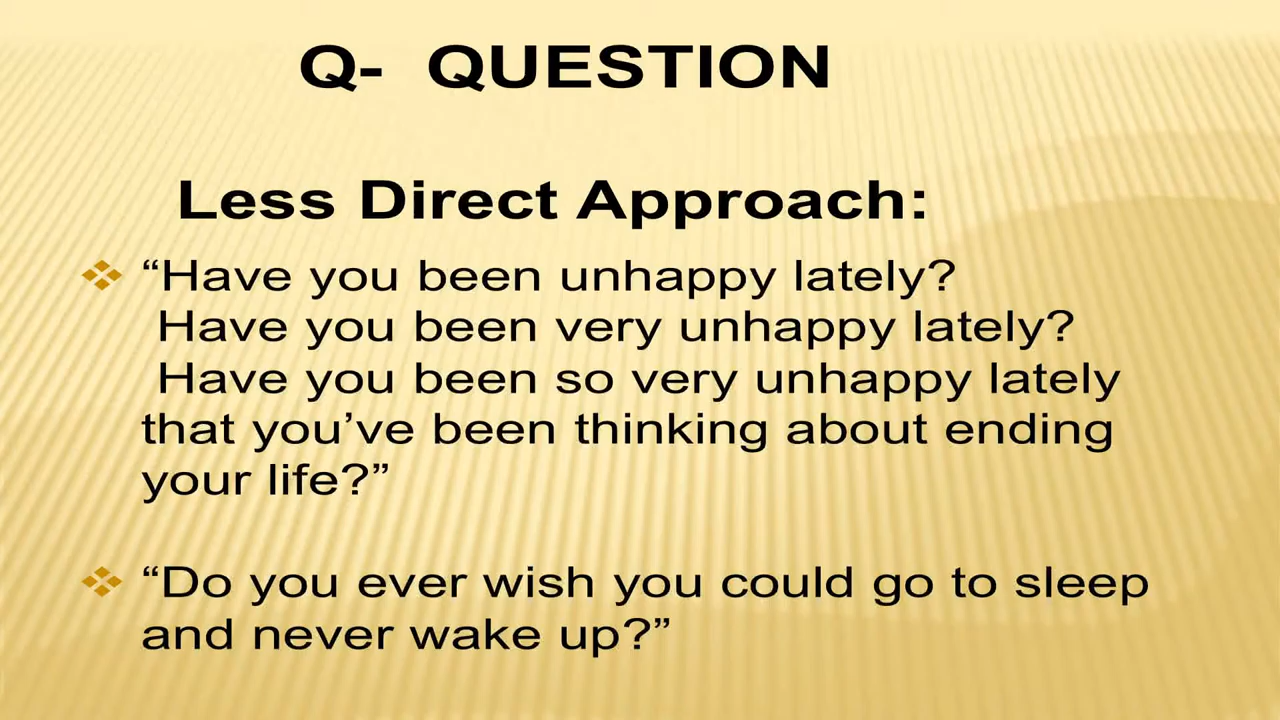 Q- QUESTION
Less Direct Approach:
“Have you been unhappy lately?
Have you been very unhappy lately?
Have you been so very unhappy lately
that you’ve been thinking about ending
your life?”
“Do you ever wish you could go to sleep
and never wake up?”